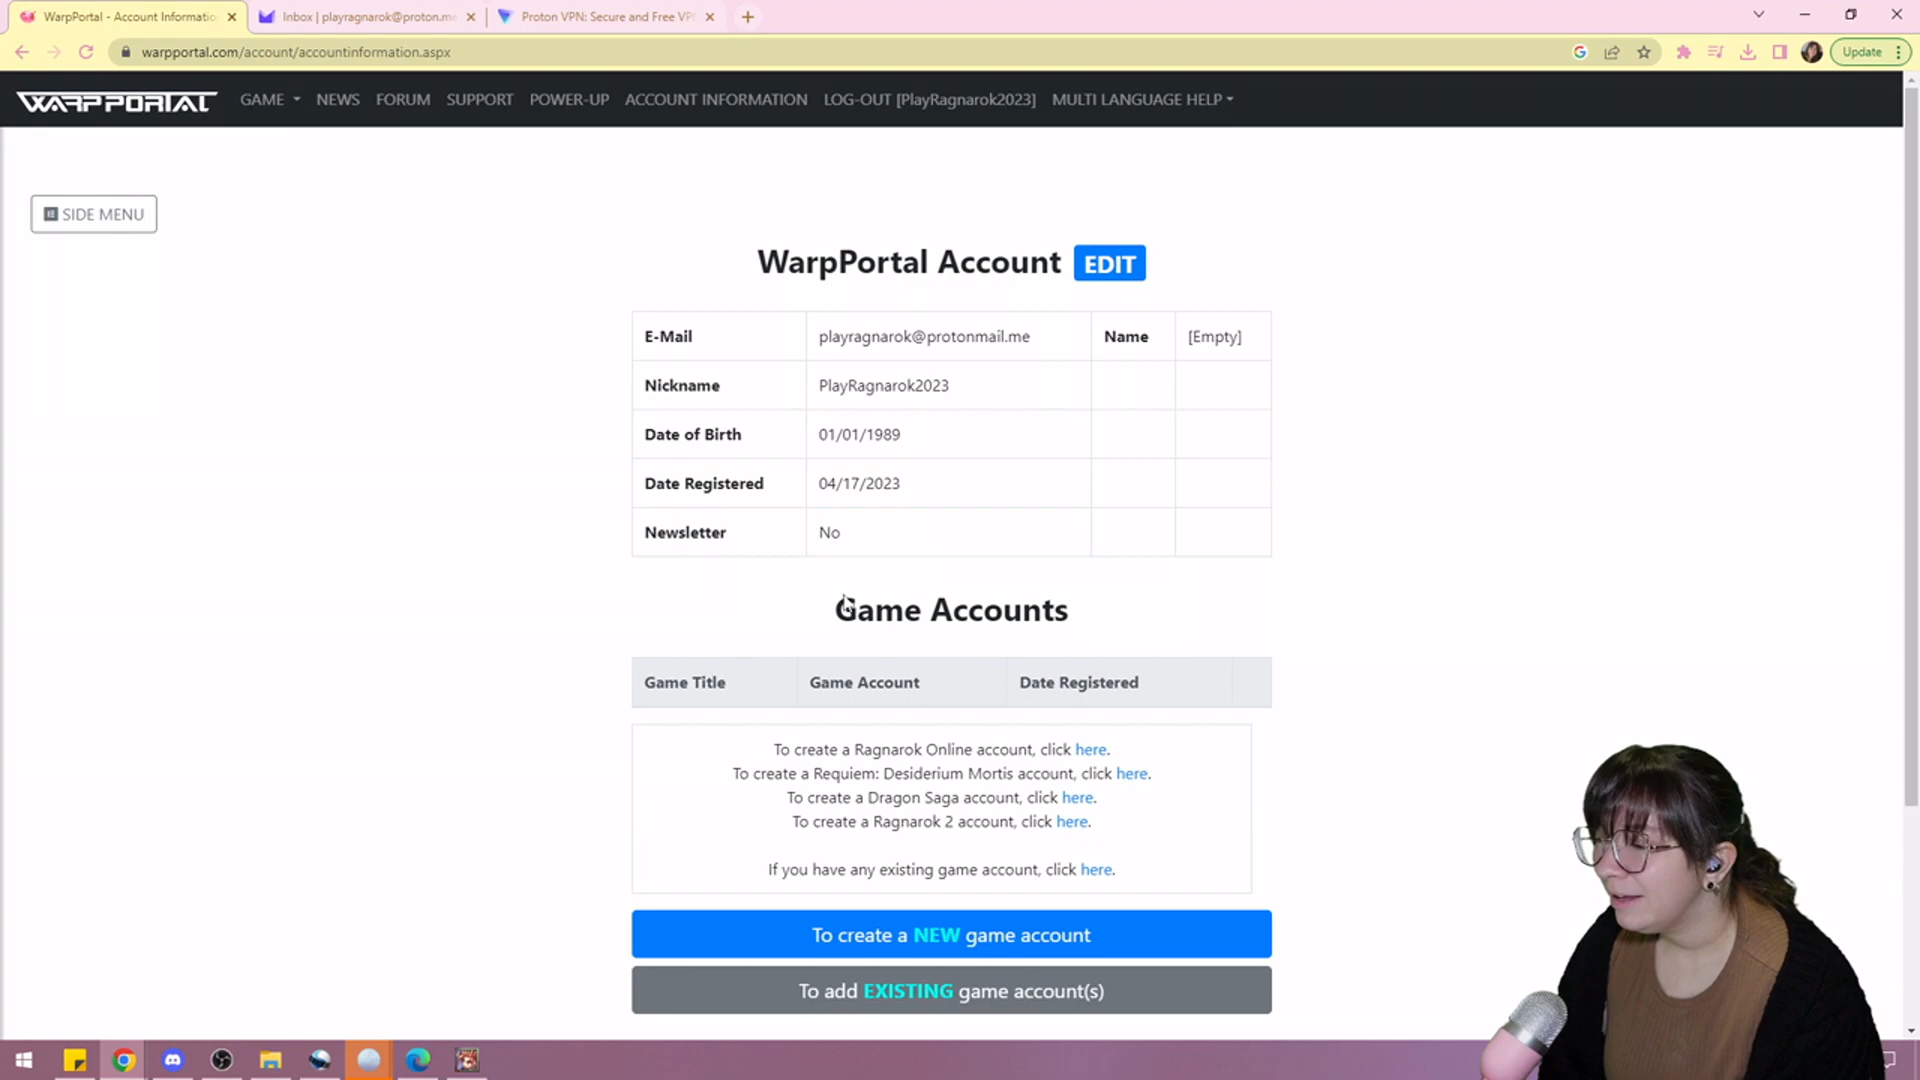 WarpPortal - Account Informatio
Inbox | playragnarok@proton.me
Proton VPN: Secure and Free VP
warpportal.com/account/accountinformation.aspx
Update
WARPPORTAL
GAME
NEWS
FORUM
SUPPORT
POWER-UP
ACCOUNT INFORMATION
LOG-OUT [PlayRagnarok2023]
MULTI LANGUAGE HELP
SIDE MENU
WarpPortal Account EDIT
E-Mail playragnarok@protonmail.me Name [Empty]
Nickname PlayRagnarok2023
Date of Birth 01/01/1989
Date Registered 04/17/2023
Newsletter No
Game Accounts
Game Title Game Account Date Registered
To create a Ragnarok Online account, click here.
To create a Requiem: Desiderium Mortis account, click here.
To create a Dragon Saga account, click here.
To create a Ragnarok 2 account, click here.
If you have any existing game account, click here.
To create a NEW game account
To add EXISTING game account(s)